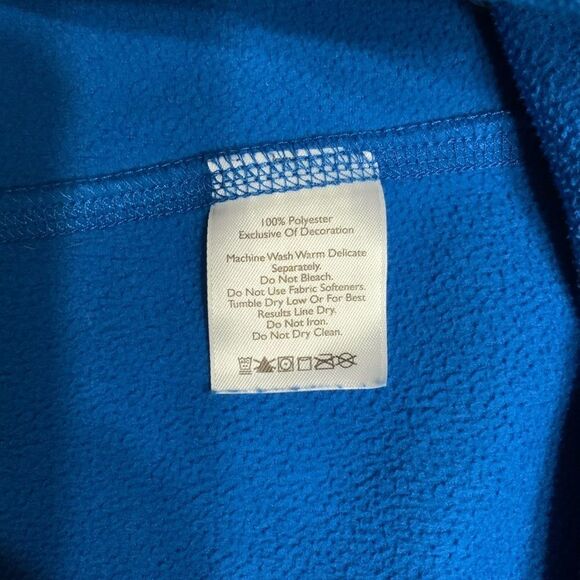 100% Polyester
Exclusive Of Decoration
Machine Wash Warm Delicate
Separately.
Do Not Bleach.
Do Not Use Fabric Softeners.
Tumble Dry Low Or For Best
Results Line Dry.
Do Not Iron.
Do Not Dry Clean.